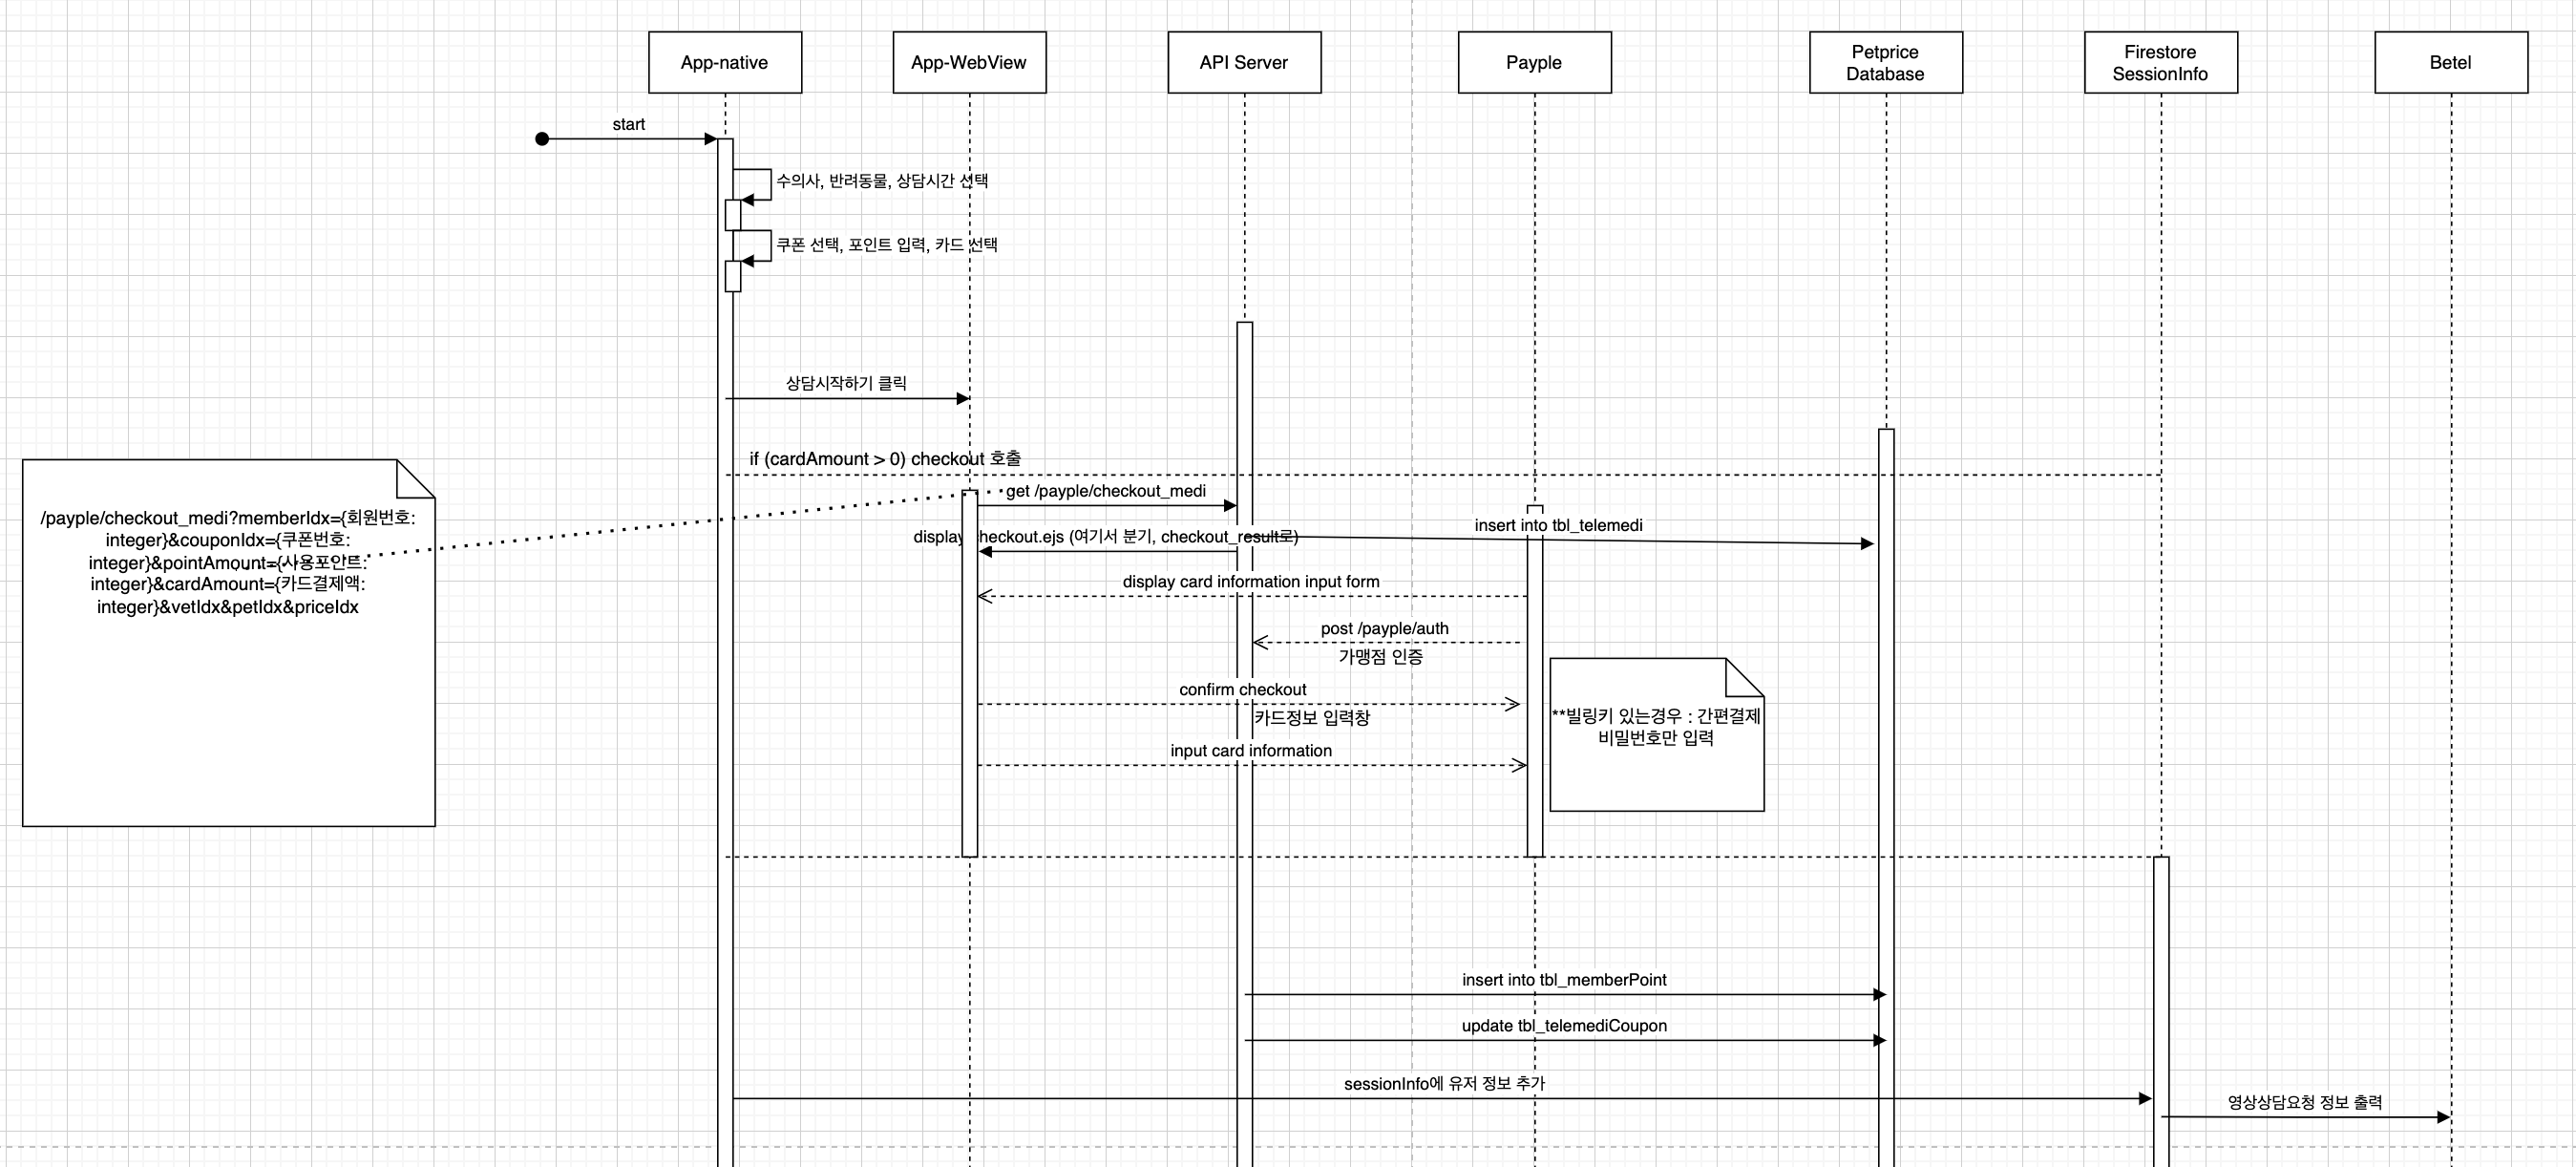 App-native
App-WebView
API Server
Payple
Petprice
Database
Firestore
SessionInfo
Betel
start
수의사, 반려동물, 상담시간 선택
쿠폰 선택, 포인트 입력, 카드 선택
상담시작하기 클릭
if (cardAmount > 0) checkout 호출
get /payple/checkout_medi
/payple/checkout_medi?memberIdx={회원번호:
integer}&couponIdx={쿠폰번호:
integer}&pointAmount={사용포인트:
integer}&cardAmount={카드결제액:
integer}&vetIdx&petIdx&priceIdx
insert into tbl_telemedi
display checkout.ejs (여기서 분기, checkout_result로)
display card information input form
post /payple/auth
가맹점 인증
confirm checkout
카드정보 입력창
**빌링키 있는경우 : 간편결제
비밀번호만 입력
input card information
insert into tbl_memberPoint
update tbl_telemediCoupon
sessionInfo에 유저 정보 추가
영상상담요청 정보 출력